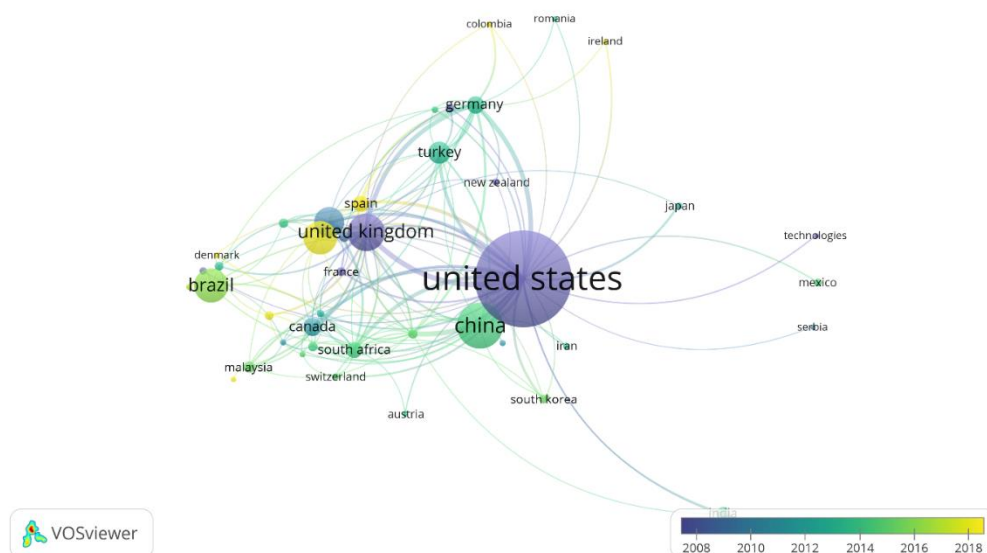 colombia
romania
ireland
germany
turkey
new zealand
spain
japan
united kingdom
technologies
denmark
france
united states
brazil
mexico
canada
china
serbia
south africa
iran
malaysia
switzerland
south korea
austria
india
VOSviewer
2008 2010 2012 2014 2016 2018